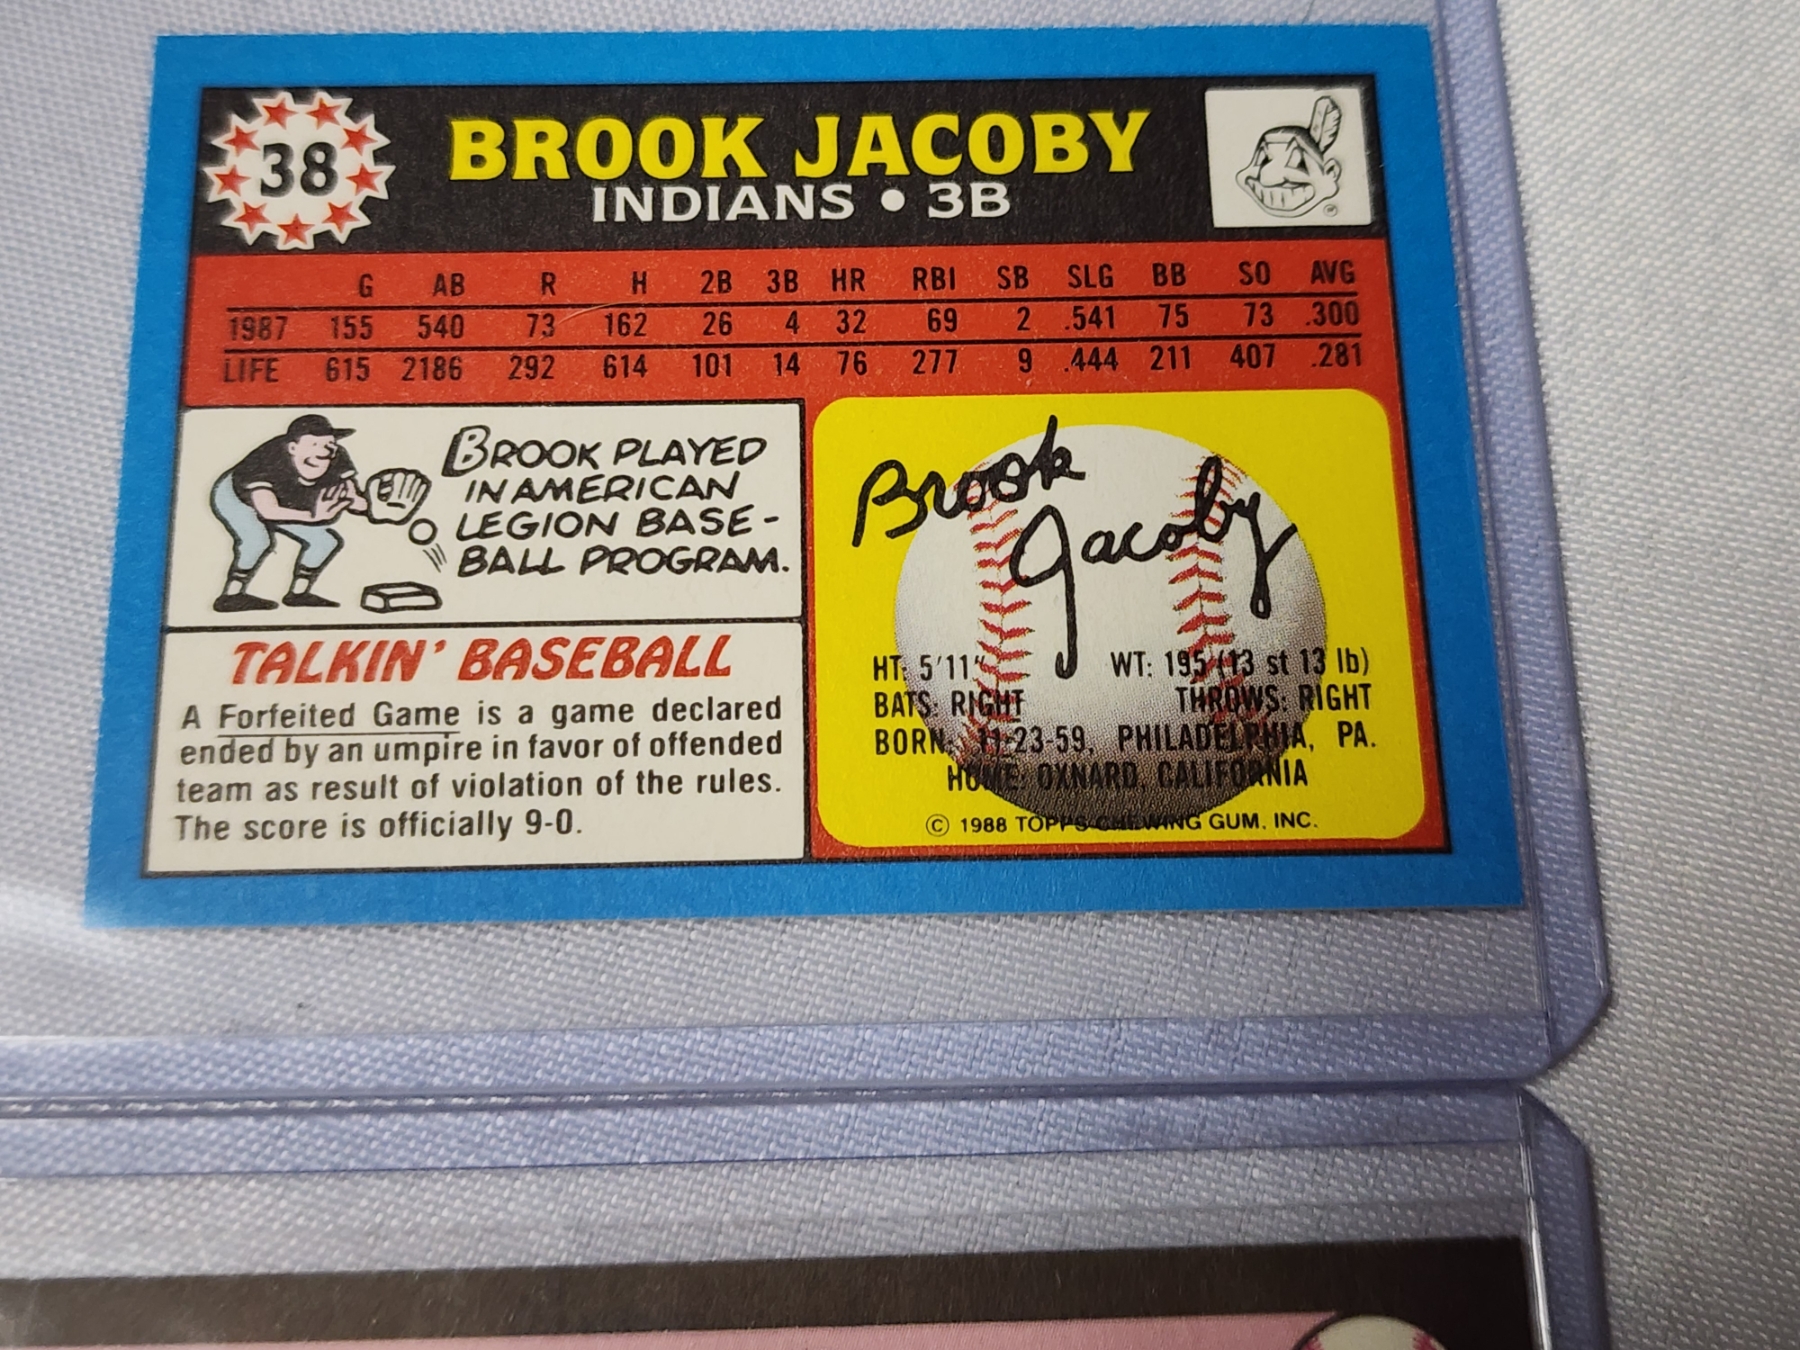 38
BROOK JACOBY
INDIANS • 3B
®
G AB R H 2B 3B HR RBI SB SLG BB SO AVG
1987 155 540 73 162 26 4 32 69 2 .541 75 73 .300
LIFE 615 2186 292 614 101 14 76 277 9 .444 211 407 .281
BROOK PLAYED
IN AMERICAN
LEGION BASE-
BALL PROGRAM.
TALKIN' BASEBALL
A Forfeited Game is a game declared
ended by an umpire in favor of offended
team as result of violation of the rules.
The score is officially 9-0.
Brook
Jacoby
HT: 5'11" WT: 195 (13 st 13 lb)
BATS: RIGHT THROWS: RIGHT
BORN: 11-23-59, PHILADELPHIA, PA.
HOME: OXNARD, CALIFORNIA
© 1988 TOPPS CHEWING GUM, INC.